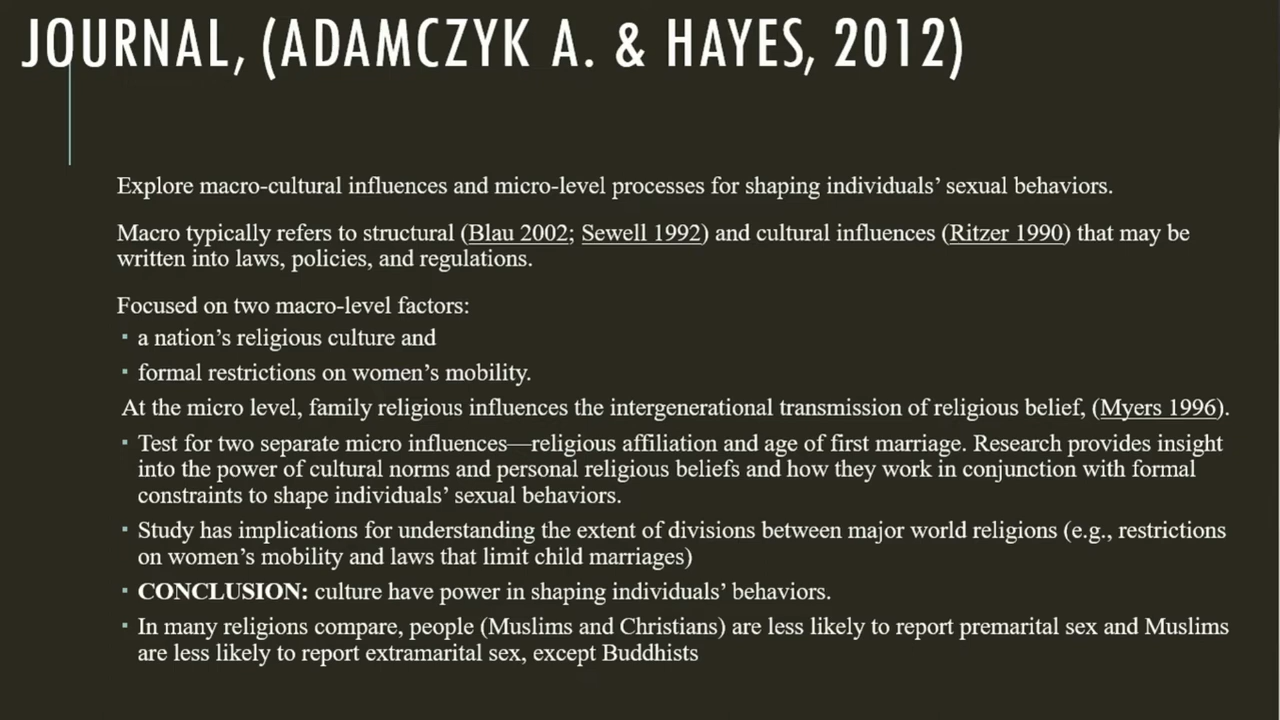 JOURNAL, (ADAMCZYK A. & HAYES, 2012)
Explore macro-cultural influences and micro-level processes for shaping individuals’ sexual behaviors.
Macro typically refers to structural (Blau 2002; Sewell 1992) and cultural influences (Ritzer 1990) that may be
written into laws, policies, and regulations.
Focused on two macro-level factors:
▪ a nation’s religious culture and
▪ formal restrictions on women’s mobility.
At the micro level, family religious influences the intergenerational transmission of religious belief, (Myers 1996).
▪ Test for two separate micro influences—religious affiliation and age of first marriage. Research provides insight
into the power of cultural norms and personal religious beliefs and how they work in conjunction with formal
constraints to shape individuals’ sexual behaviors.
▪ Study has implications for understanding the extent of divisions between major world religions (e.g., restrictions
on women’s mobility and laws that limit child marriages)
▪ CONCLUSION: culture have power in shaping individuals’ behaviors.
▪ In many religions compare, people (Muslims and Christians) are less likely to report premarital sex and Muslims
are less likely to report extramarital sex, except Buddhists